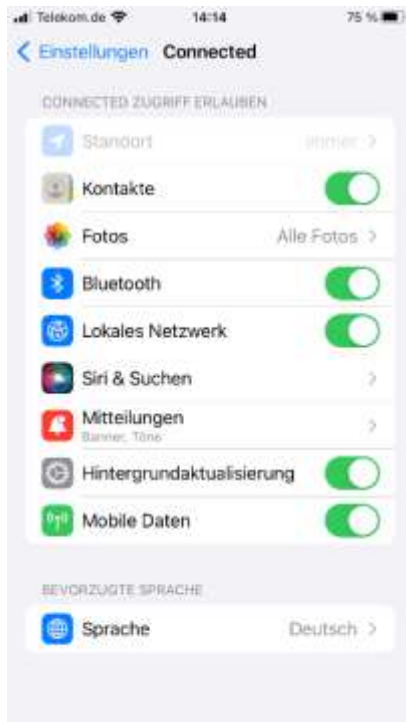 Telekom.de 14:14 75 %
Einstellungen Connected
CONNECTED ZUGRIFF ERLAUBEN
Standort Immer
Kontakte
Fotos Alle Fotos
Bluetooth
Lokales Netzwerk
Siri & Suchen
Mitteilungen
Banner, Töne
Hintergrundaktualisierung
Mobile Daten
BEVORZUGTE SPRACHE
Sprache Deutsch